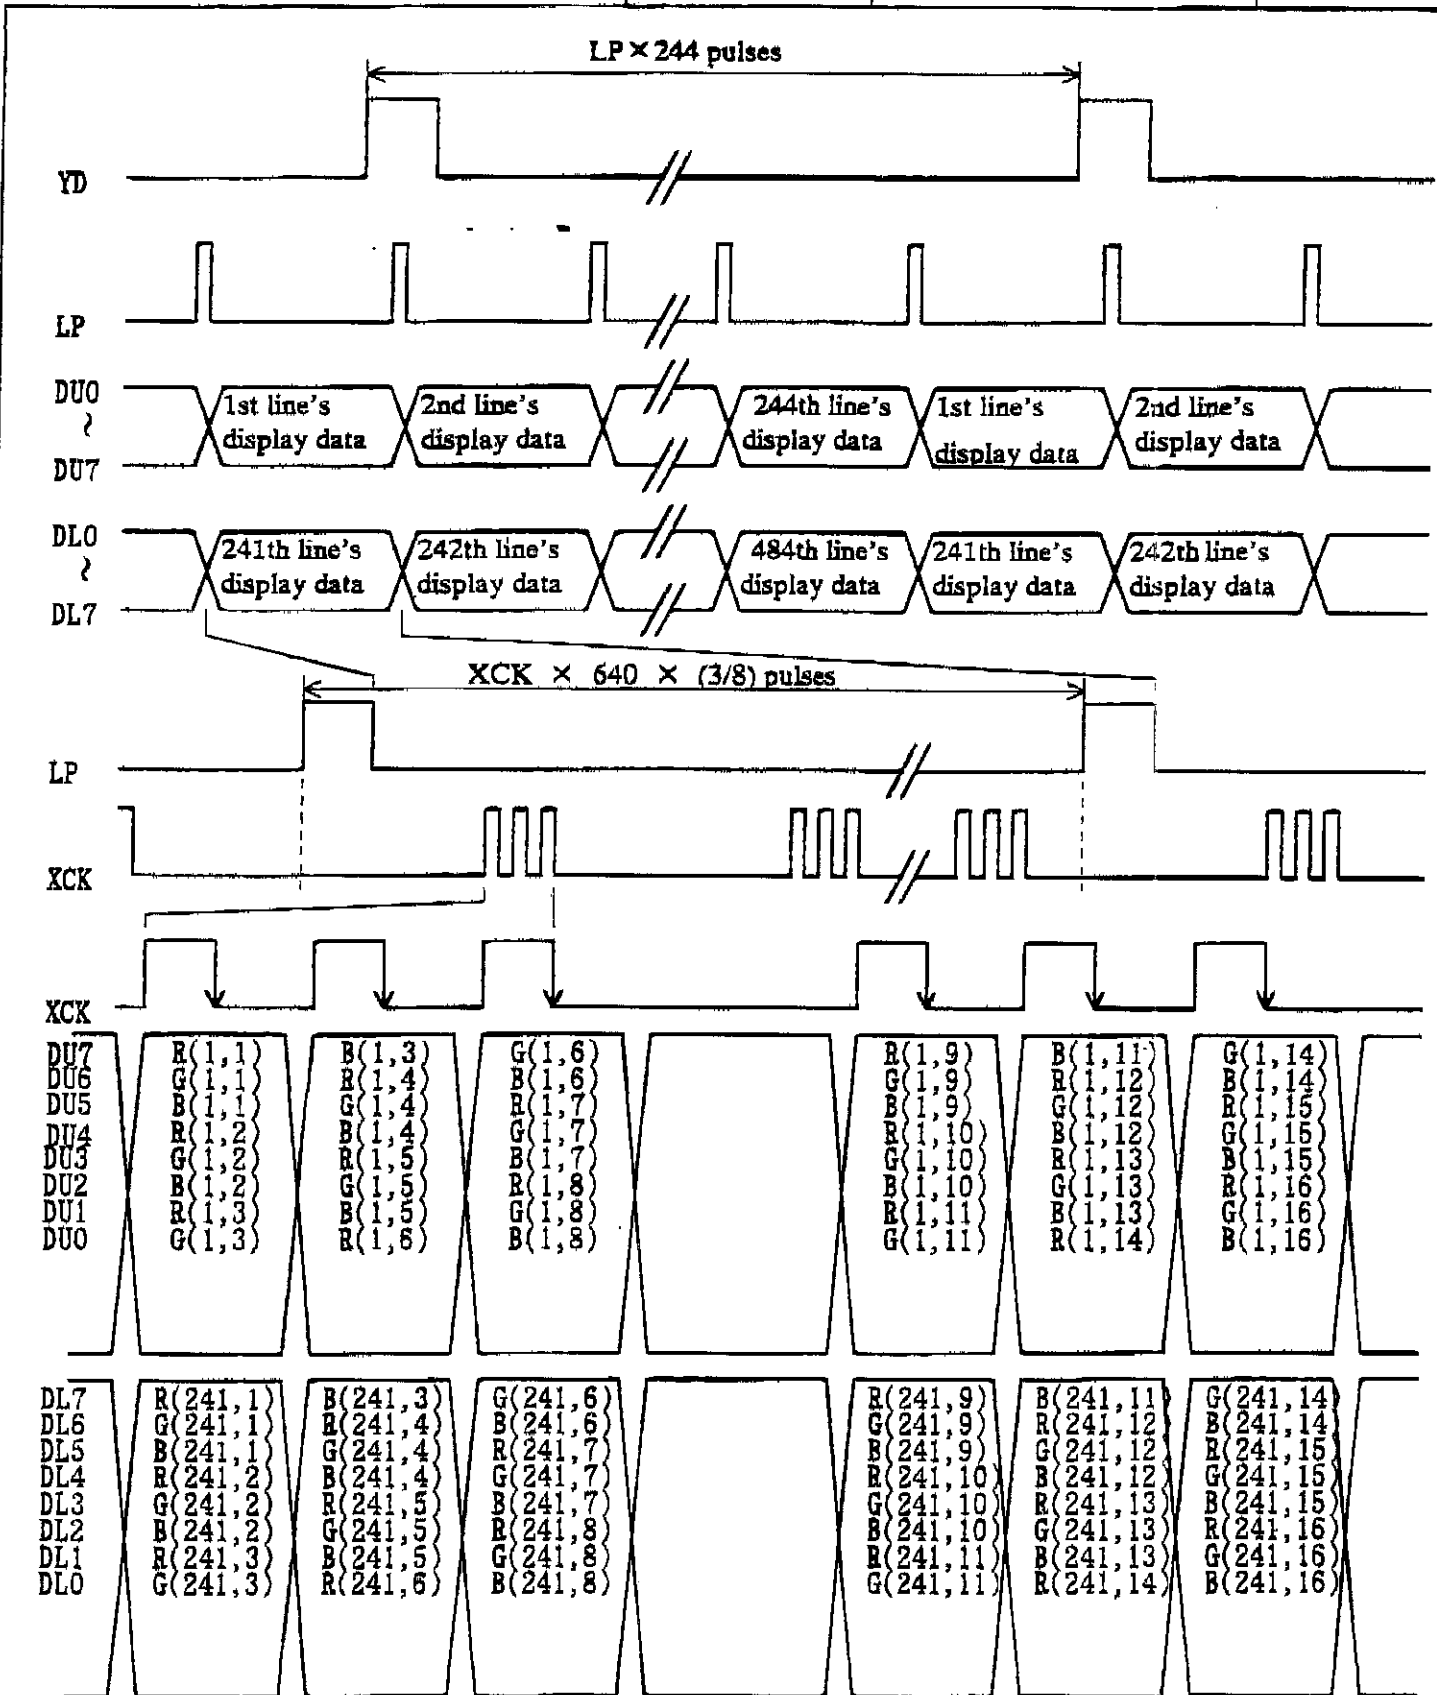 LP × 244 pulses
YD
LP
DU0
~
DU7
1st line's
display data
2nd line's
display data
244th line's
display data
1st line's
display data
2nd line's
display data
DL0
~
DL7
241th line's
display data
242th line's
display data
484th line's
display data
241th line's
display data
242th line's
display data
XCK × 640 × (3/8) pulses
LP
XCK
XCK
DU7 R(1,1) B(1,3) G(1,6) R(1,9) B(1,11) G(1,14)
DU6 G(1,1) R(1,4) B(1,6) G(1,9) R(1,12) B(1,14)
DU5 B(1,1) G(1,4) R(1,7) B(1,9) G(1,12) R(1,15)
DU4 R(1,2) B(1,4) G(1,7) R(1,10) B(1,12) G(1,15)
DU3 G(1,2) R(1,5) B(1,7) G(1,10) R(1,13) B(1,15)
DU2 B(1,2) G(1,5) R(1,8) B(1,10) G(1,13) R(1,16)
DU1 R(1,3) B(1,5) G(1,8) R(1,11) B(1,13) G(1,16)
DU0 G(1,3) R(1,6) B(1,8) G(1,11) R(1,14) B(1,16)
DL7 R(241,1) B(241,3) G(241,6) R(241,9) B(241,11) G(241,14)
DL6 G(241,1) R(241,4) B(241,6) G(241,9) R(241,12) B(241,14)
DL5 B(241,1) G(241,4) R(241,7) B(241,9) G(241,12) R(241,15)
DL4 R(241,2) B(241,4) G(241,7) R(241,10) B(241,12) G(241,15)
DL3 G(241,2) R(241,5) B(241,7) G(241,10) R(241,13) B(241,15)
DL2 B(241,2) G(241,5) R(241,8) B(241,10) G(241,13) R(241,16)
DL1 R(241,3) B(241,5) G(241,8) R(241,11) B(241,13) G(241,16)
DL0 G(241,3) R(241,6) B(241,8) G(241,11) R(241,14) B(241,16)